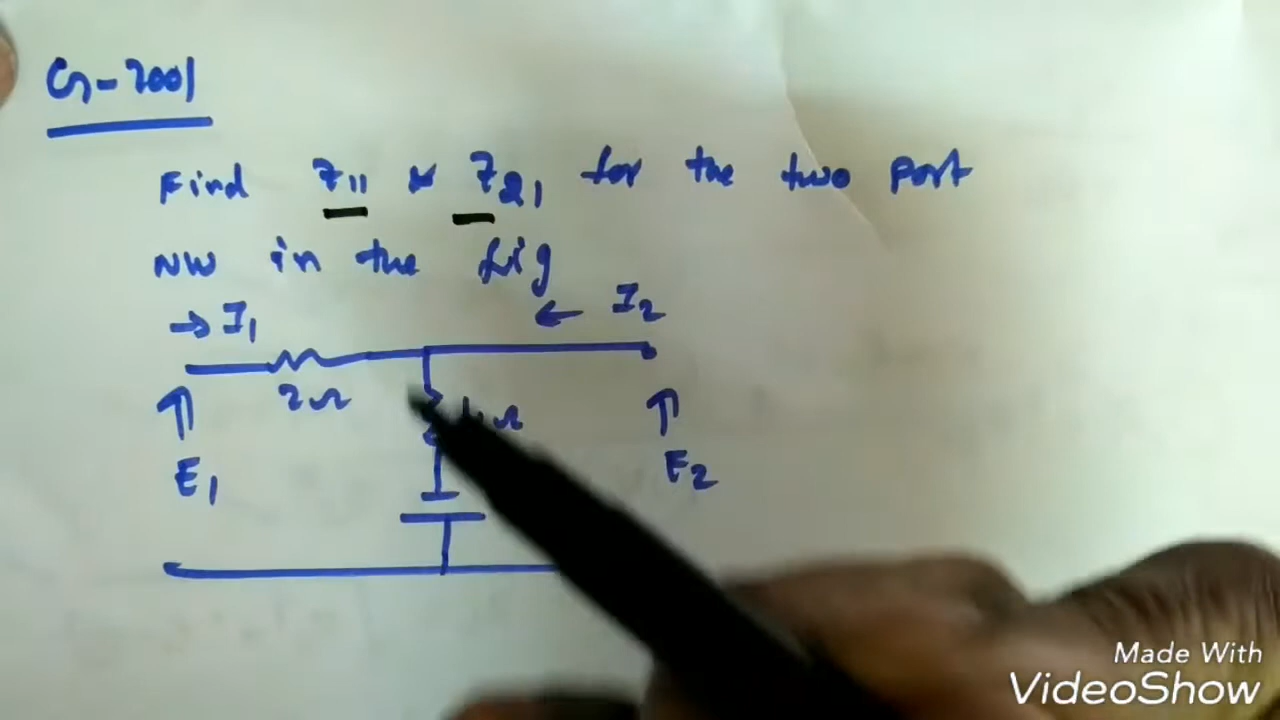 G-2001
Find Z11 & Z21 for the two port
NW in the fig
→ I1
← I2
2Ω
E1
E2
Made With
VideoShow